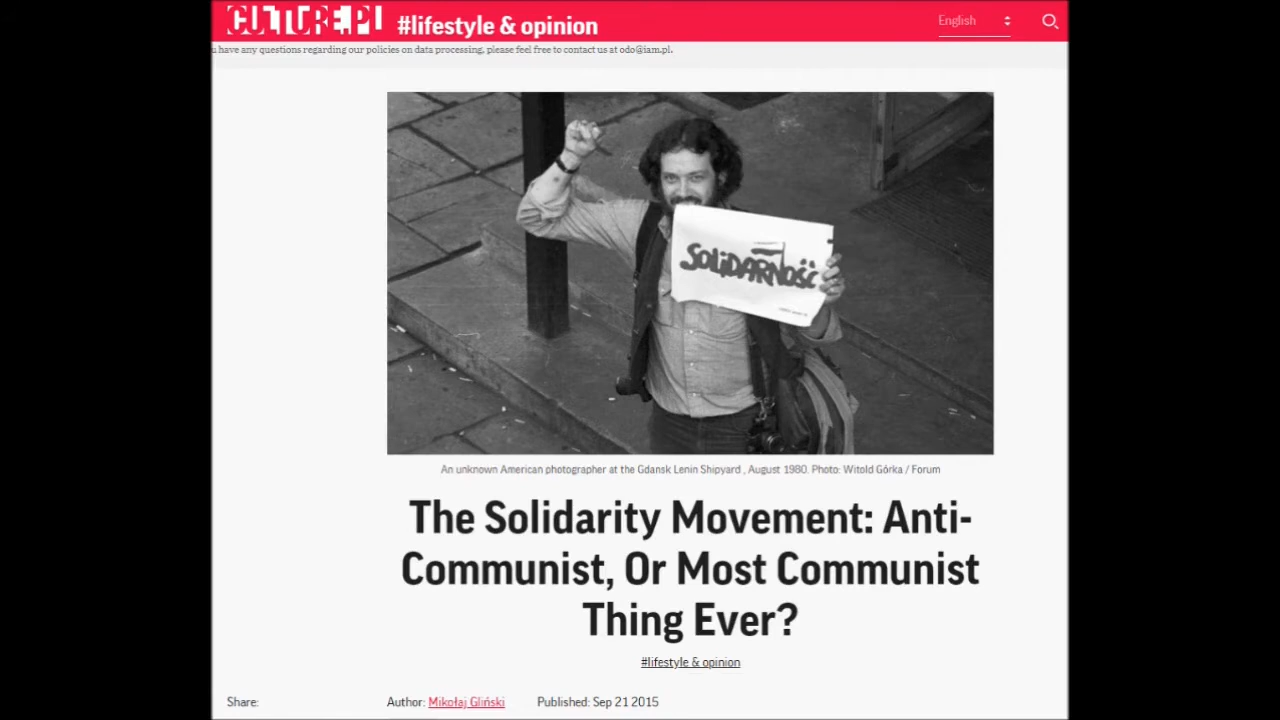 CULTURE.PL #lifestyle & opinion English
u have any questions regarding our policies on data processing, please feel free to contact us at odo@iam.pl.
SOLiDARNOŚĆ
An unknown American photographer at the Gdansk Lenin Shipyard , August 1980. Photo: Witold Górka / Forum
The Solidarity Movement: Anti-
Communist, Or Most Communist
Thing Ever?
#lifestyle & opinion
Share: Author: Mikołaj Gliński Published: Sep 21 2015